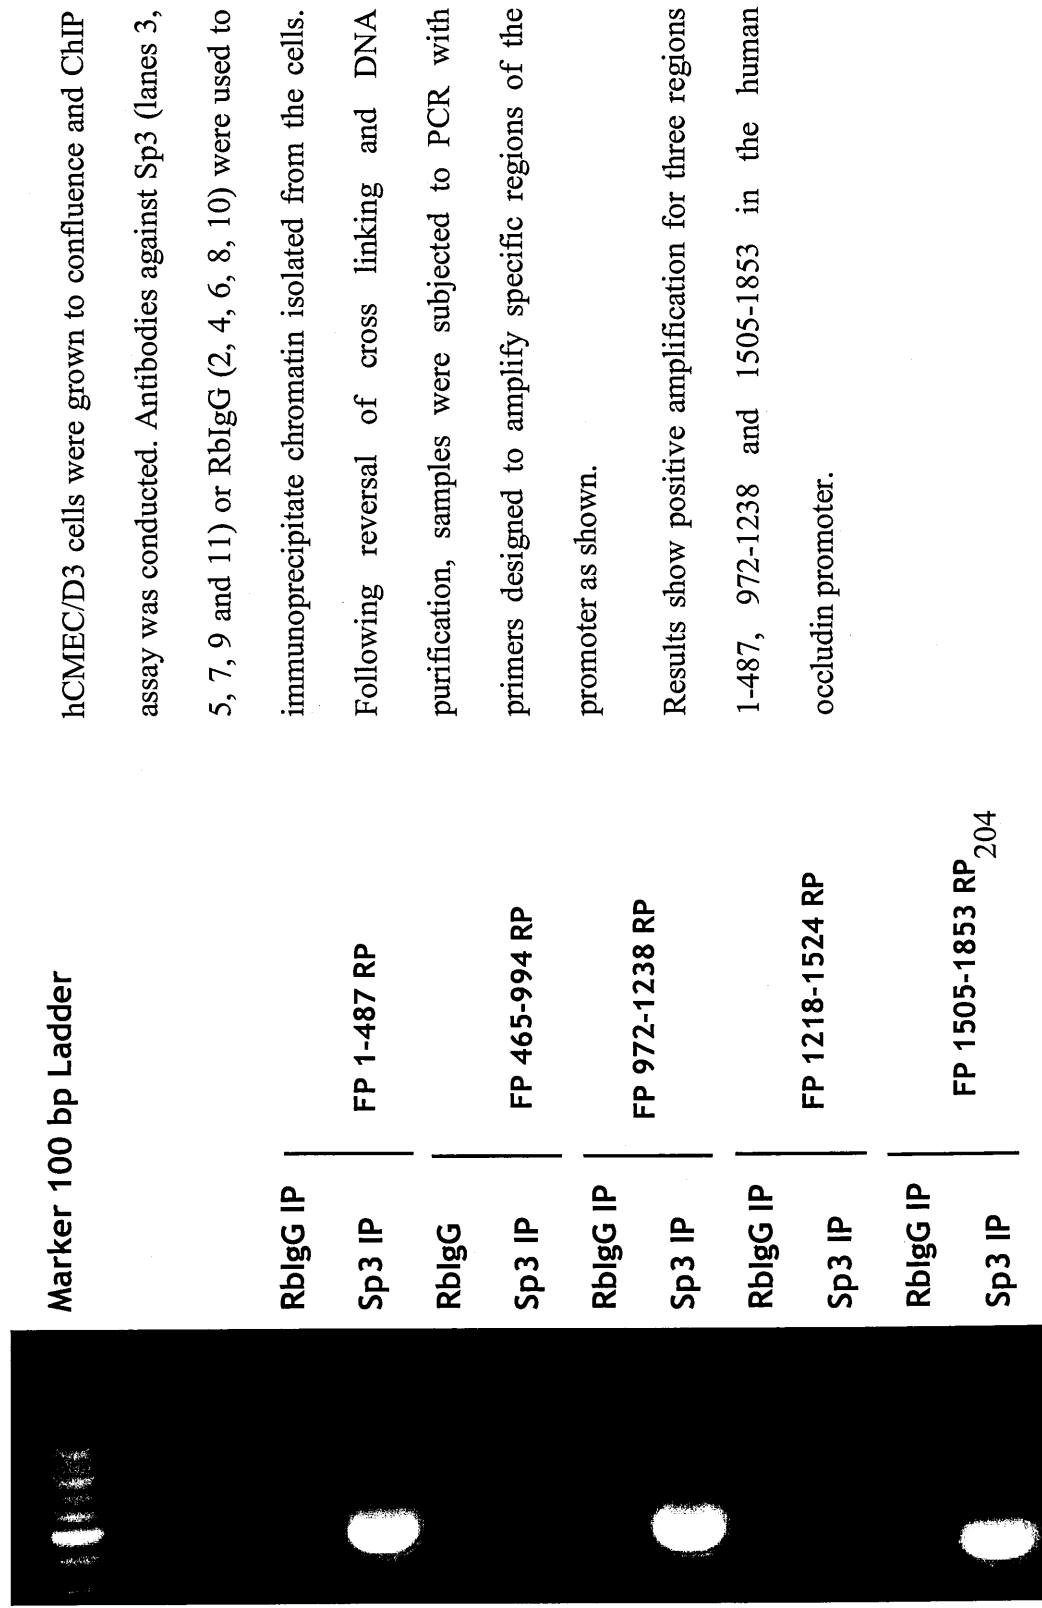 Marker 100 bp Ladder
RbIgG IP
Sp3 IP
FP 1-487 RP
RbIgG
Sp3 IP
FP 465-994 RP
RbIgG IP
Sp3 IP
FP 972-1238 RP
RbIgG IP
Sp3 IP
FP 1218-1524 RP
RbIgG IP
Sp3 IP
FP 1505-1853 RP
hCMEC/D3 cells were grown to confluence and ChIP
assay was conducted. Antibodies against Sp3 (lanes 3,
5, 7, 9 and 11) or RbIgG (2, 4, 6, 8, 10) were used to
immunoprecipitate chromatin isolated from the cells.
Following reversal of cross linking and DNA
purification, samples were subjected to PCR with
primers designed to amplify specific regions of the
promoter as shown.
Results show positive amplification for three regions
1-487, 972-1238 and 1505-1853 in the human
occludin promoter.
204